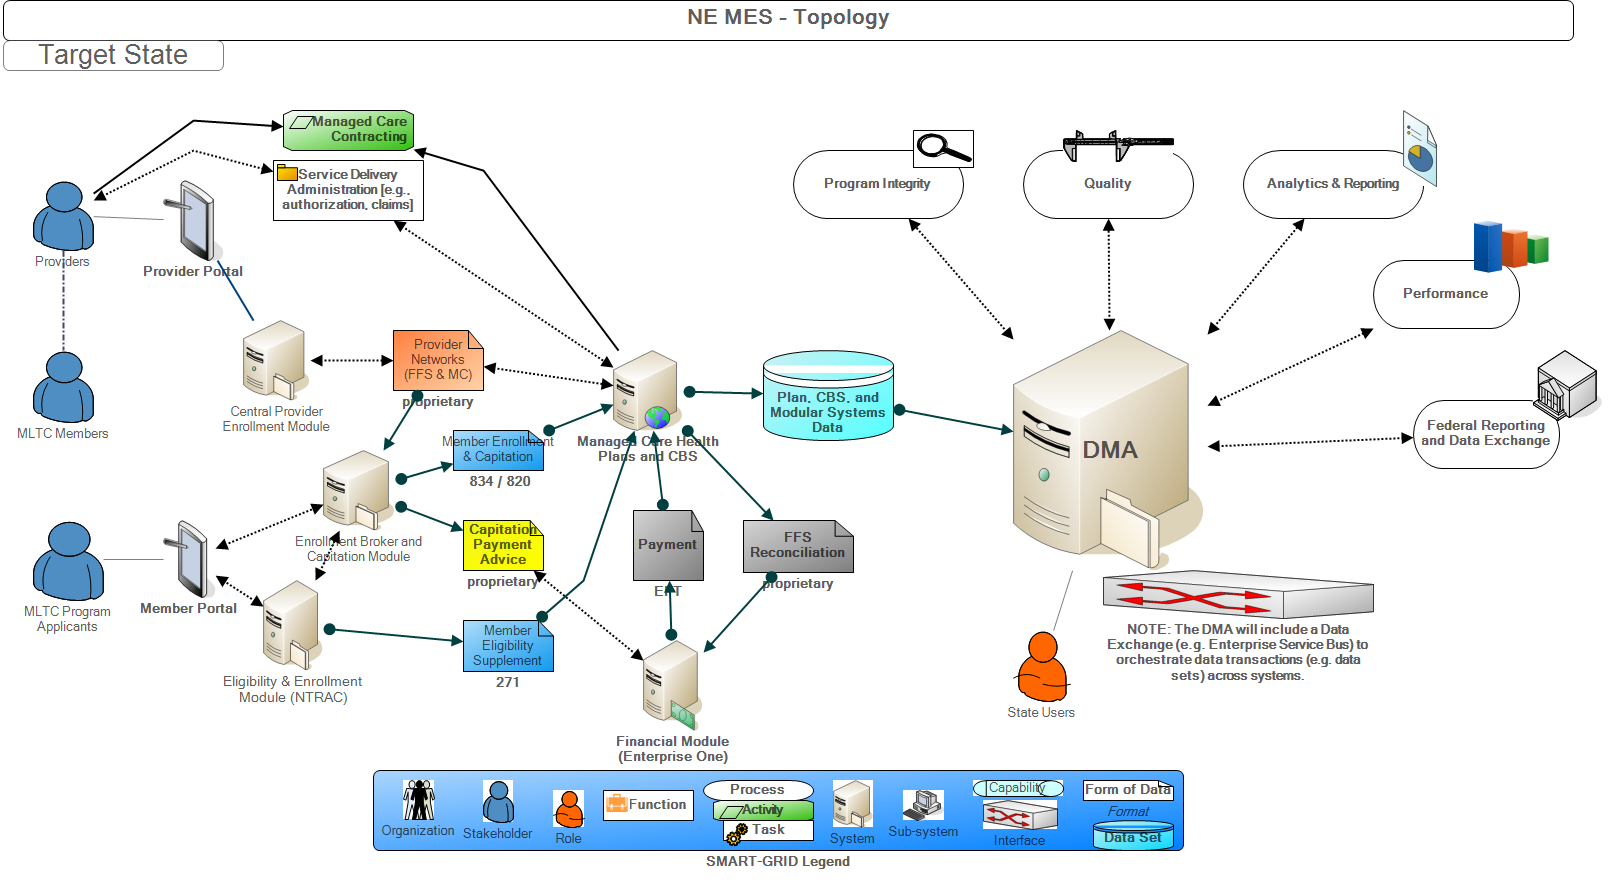 NE MES - Topology
Target State
Managed Care
Contracting
Service Delivery
Administration [e.g.,
authorization, claims]
Providers
Provider Portal
MLTC Members
Central Provider
Enrollment Module
Provider
Networks
(FFS & MC)
proprietary
Member Enrollment
& Capitation
834 / 820
Managed Care Health
Plans and CBS
Plan, CBS, and
Modular Systems
Data
DMA
Program Integrity
Quality
Analytics & Reporting
Performance
Federal Reporting
and Data Exchange
Enrollment Broker and
Capitation Module
Capitation
Payment
Advice
proprietary
Payment
EFT
FFS
Reconciliation
proprietary
MLTC Program
Applicants
Member Portal
Eligibility & Enrollment
Module (NTRAC)
Member
Eligibility
Supplement
271
Financial Module
(Enterprise One)
State Users
NOTE: The DMA will include a Data
Exchange (e.g. Enterprise Service Bus) to
orchestrate data transactions (e.g. data
sets) across systems.
Organization
Stakeholder
Role
Function
Process
Activity
Task
System
Sub-system
Capability
Interface
Form of Data
Format
Data Set
SMART-GRID Legend